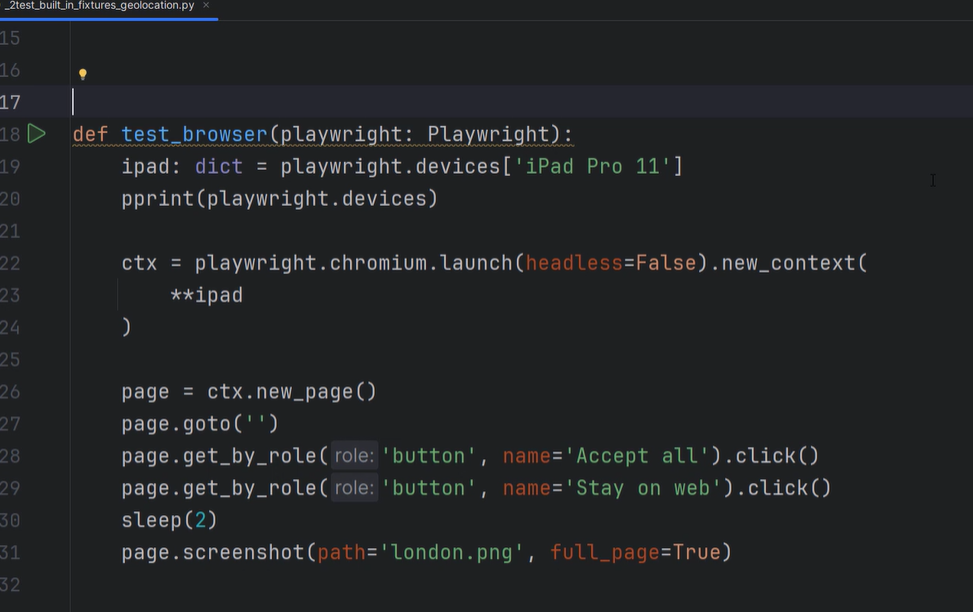 _2test_built_in_fixtures_geolocation.py ×
15
16
17
18 def test_browser(playwright: Playwright):
19 ipad: dict = playwright.devices['iPad Pro 11']
20 pprint(playwright.devices)
21
22 ctx = playwright.chromium.launch(headless=False).new_context(
23 **ipad
24 )
25
26 page = ctx.new_page()
27 page.goto('')
28 page.get_by_role( role: 'button', name='Accept all').click()
29 page.get_by_role( role: 'button', name='Stay on web').click()
30 sleep(2)
31 page.screenshot(path='london.png', full_page=True)
32